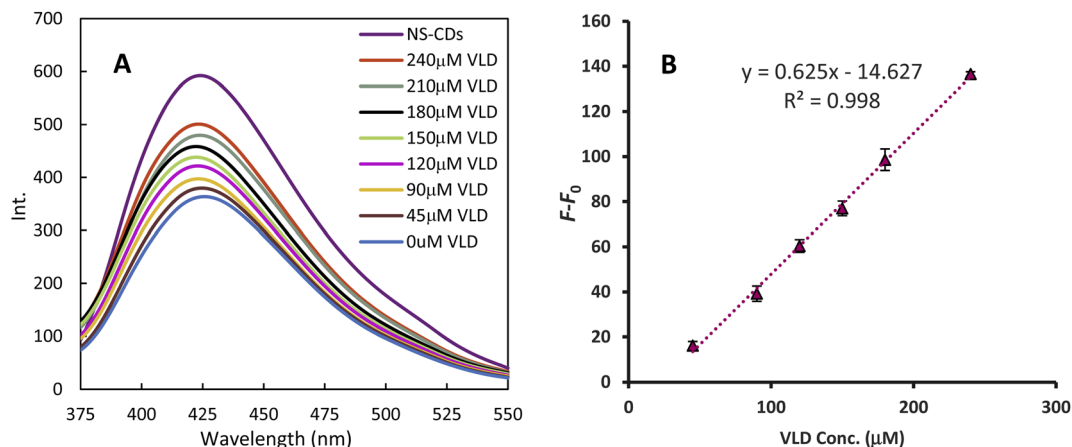 A
Int.
700
600
500
400
300
200
100
0
375 400 425 450 475 500 525 550
Wavelength (nm)
NS-CDs
240μM VLD
210μM VLD
180μM VLD
150μM VLD
120μM VLD
90μM VLD
45μM VLD
0uM VLD
B
y = 0.625x - 14.627
R² = 0.998
F-F₀
160
140
120
100
80
60
40
20
0
0 100 200 300
VLD Conc. (μM)